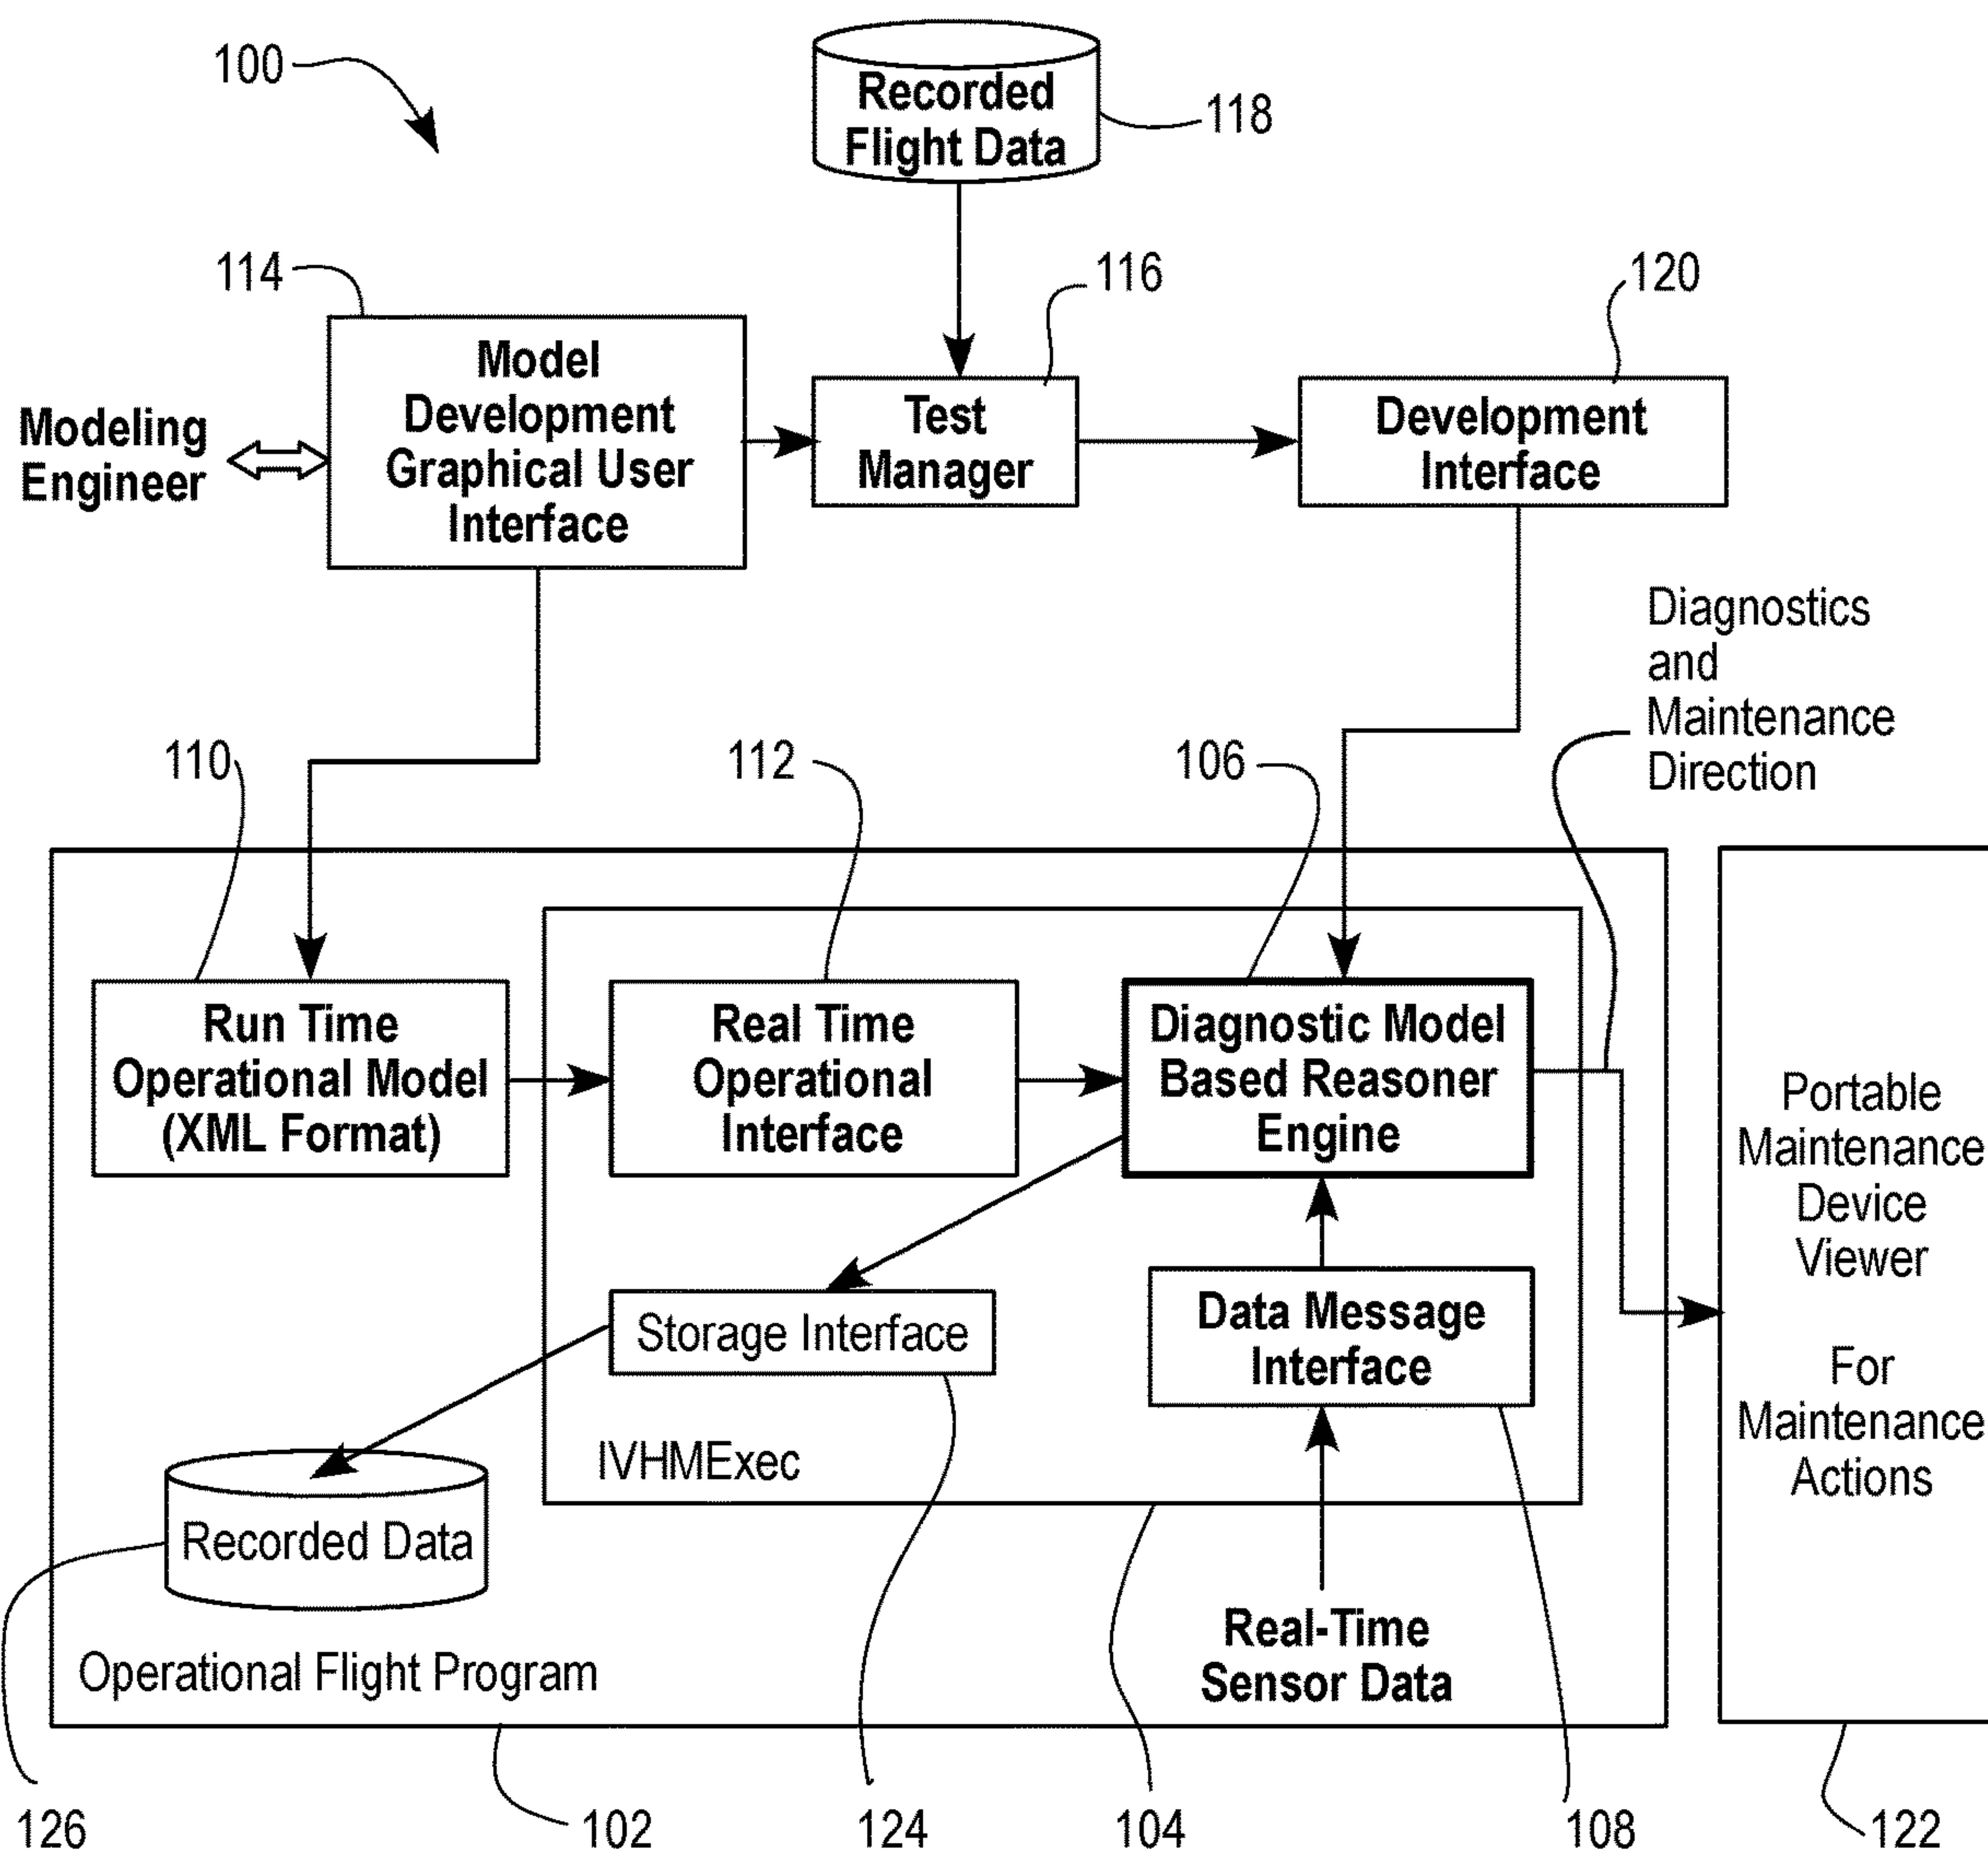 100
Recorded
Flight Data
118
114
116
120
Model
Development
Graphical User
Interface
Modeling
Engineer
Test
Manager
Development
Interface
Diagnostics
and
Maintenance
Direction
110
112
106
Run Time
Operational Model
(XML Format)
Real Time
Operational
Interface
Diagnostic Model
Based Reasoner
Engine
Portable
Maintenance
Device
Viewer
For
Maintenance
Actions
Storage Interface
Data Message
Interface
IVHMExec
Recorded Data
Real-Time
Sensor Data
Operational Flight Program
126
102
124
104
108
122